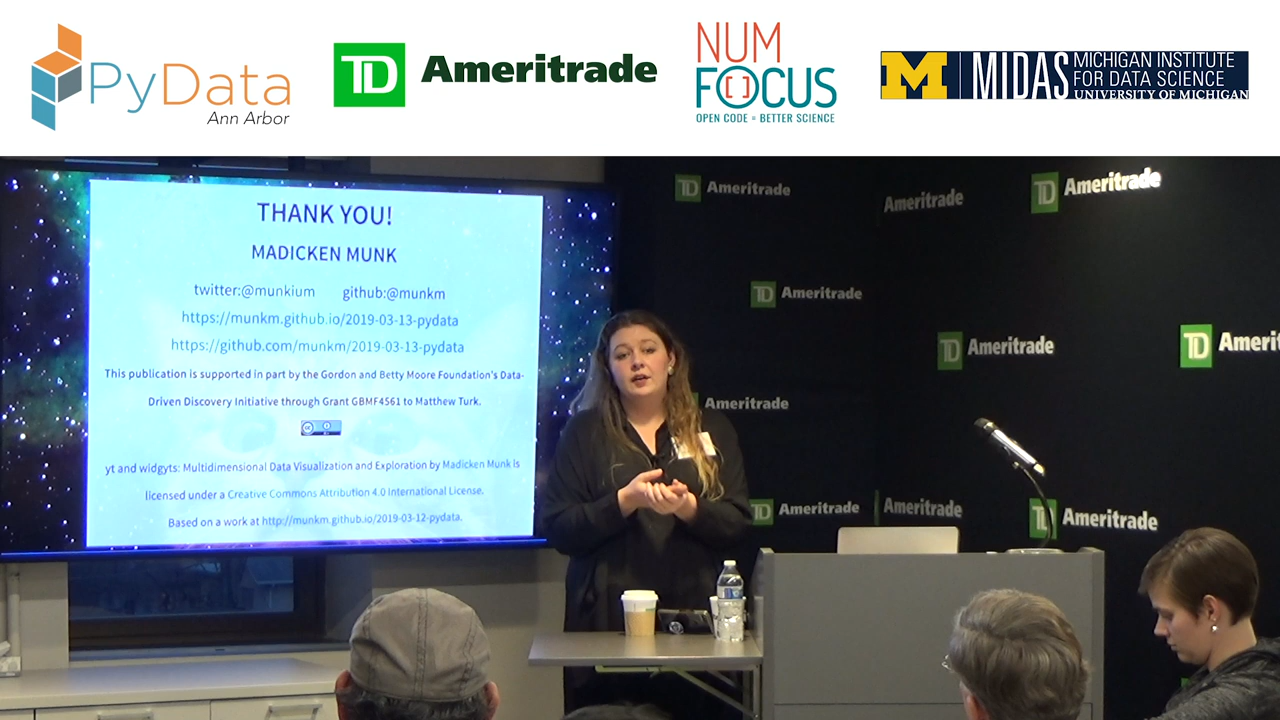 PyData
Ann Arbor
TD Ameritrade
NUM
FOCUS
OPEN CODE = BETTER SCIENCE
M MIDAS
MICHIGAN INSTITUTE
FOR DATA SCIENCE
UNIVERSITY OF MICHIGAN
THANK YOU!
MADICKEN MUNK
twitter:@munkium github:@munkm
https://munkm.github.io/2019-03-13-pydata
https://github.com/munkm/2019-03-13-pydata
This publication is supported in part by the Gordon and Betty Moore Foundation's Data-
Driven Discovery Initiative through Grant GBMF4561 to Matthew Turk.
cc
yt and widgyts: Multidimensional Data Visualization and Exploration by Madicken Munk is
licensed under a Creative Commons Attribution 4.0 International License.
Based on a work at http://munkm.github.io/2019-03-12-pydata.
TD Ameritrade
Ameritrade
TD Ameritrade
TD Ameritrade
TD Ameritrade
TD Ameri
Ameritrade
TD Ameritrade
Ameritrade
TD Ameritrade